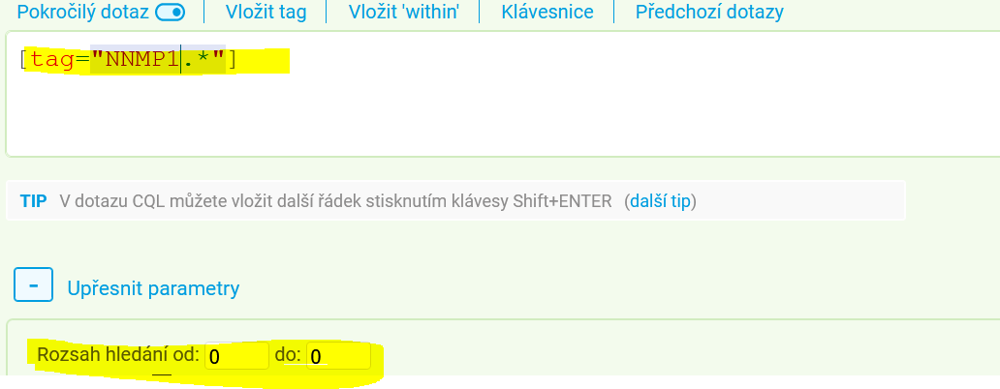 Pokročilý dotaz Vložit tag Vložit 'within' Klávesnice Předchozí dotazy
[tag="NNMP1.*"]
TIP V dotazu CQL můžete vložit další řádek stisknutím klávesy Shift+ENTER (další tip)
- Upřesnit parametry
Rozsah hledání od: 0 do: 0